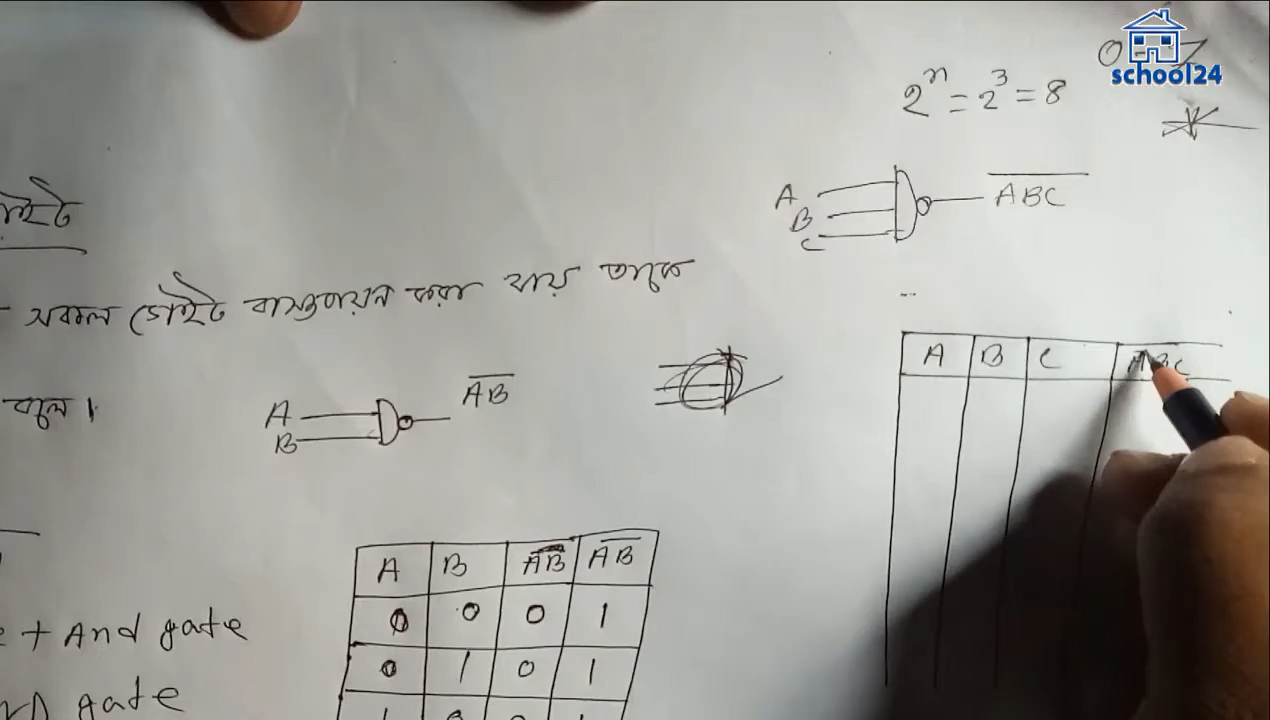 school24
2ⁿ = 2³ = 8
A
B
C
ABC
গেইট
সকল গেইট বাস্তবায়ন করা যায় তাকে
বলে।
A
B
AB
A B C ABC
A B AB AB
0 0 0 1
0 1 0 1
+ And gate
gate